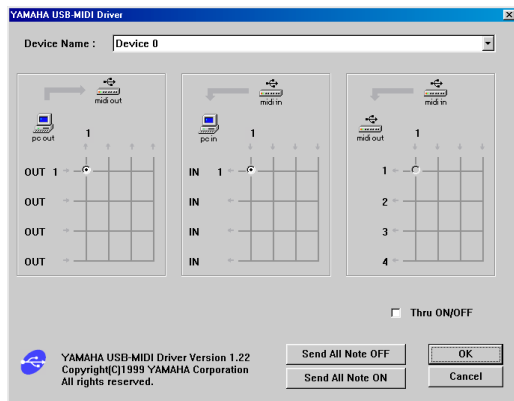 YAMAHA USB-MIDI Driver
Device Name : Device 0
midi out
pc out
1
OUT 1
OUT
OUT
OUT
midi in
pc in
1
IN 1
IN
IN
IN
midi in
midi out
1
1
2
3
4
Thru ON/OFF
YAMAHA USB-MIDI Driver Version 1.22
Copyright(C)1999 YAMAHA Corporation
All rights reserved.
Send All Note OFF
OK
Send All Note ON
Cancel